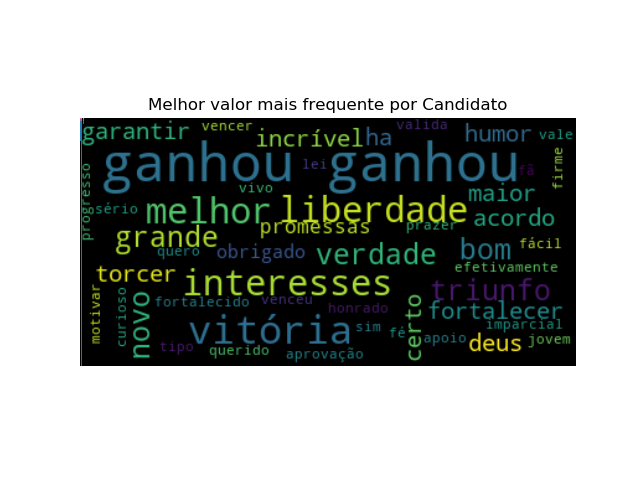 Melhor valor mais frequente por Candidato
garantir vencer incrível ha valida humor vale
ganhou ganhou
lei fã firme
progresso vivo maior
sério melhor liberdade acordo
promessas prazer
grande quero obrigado verdade bom fácil
torcer interesses efetivamente
triunfo
motivar curioso novo fortalecido venceu honrado certo fortalecer
vitória sim fé imparcial
tipo querido aprovação apoio deus jovem